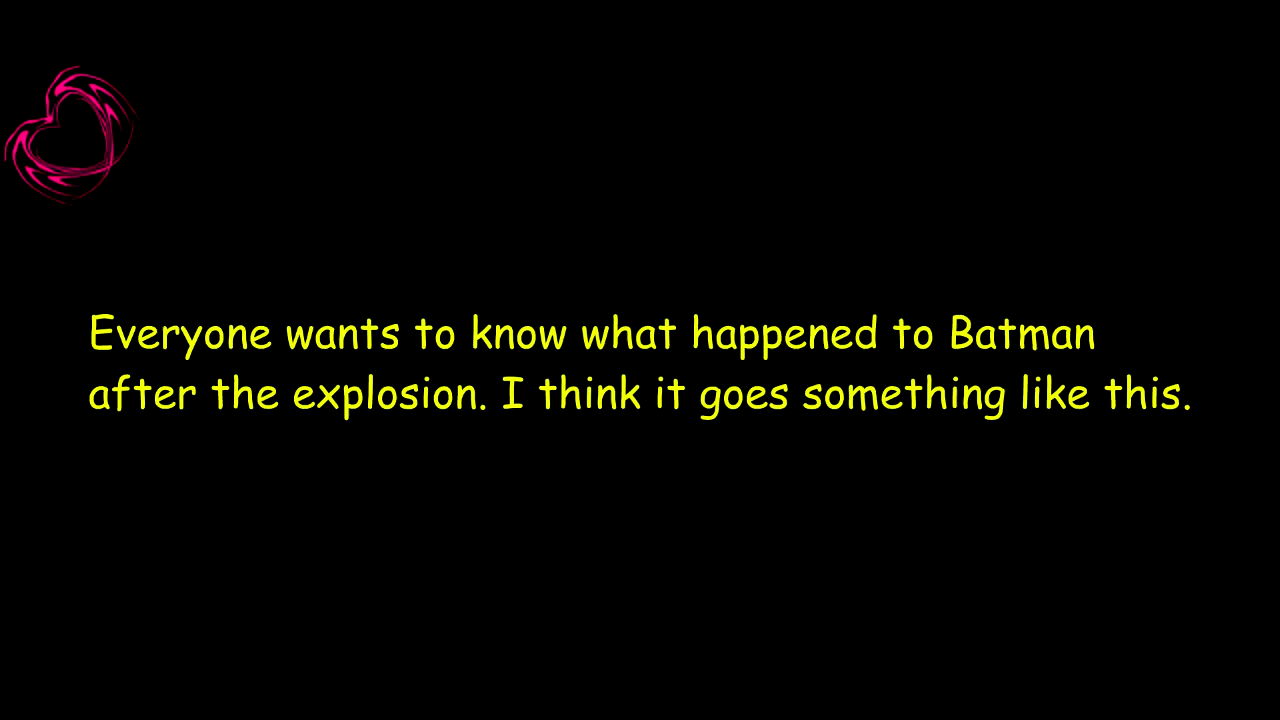 Everyone wants to know what happened to Batman
after the explosion. I think it goes something like this.